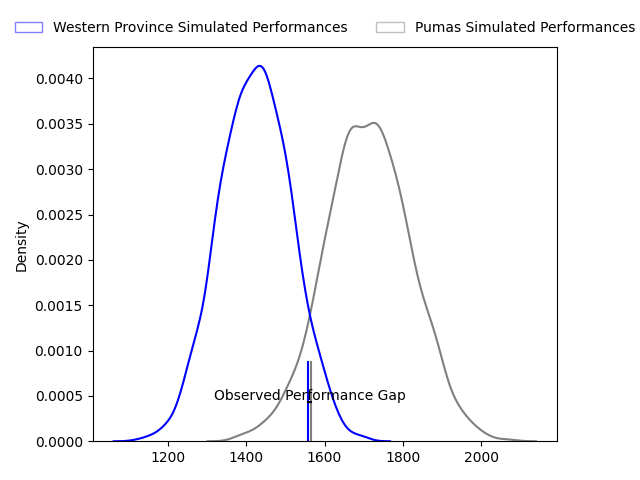 Western Province Simulated Performances
Pumas Simulated Performances
Density
0.0040
0.0035
0.0030
0.0025
0.0020
0.0015
0.0010
0.0005
0.0000
Observed Performance Gap
1200 1400 1600 1800 2000